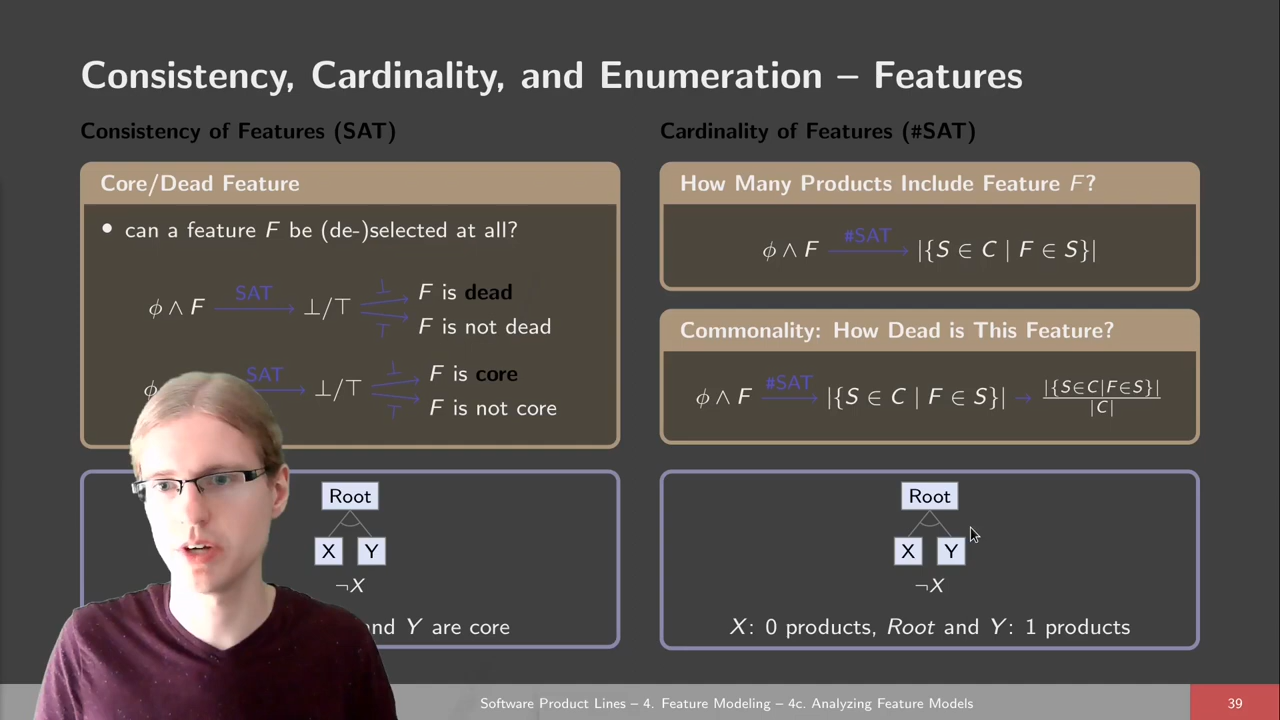 Consistency, Cardinality, and Enumeration – Features
Consistency of Features (SAT)
Core/Dead Feature
• can a feature F be (de-)selected at all?
ϕ ∧ F SAT ⊥/⊤ ⊥ F is dead
⊤ F is not dead
ϕ SAT ⊥/⊤ ⊥ F is core
⊤ F is not core
Root
X Y
¬X
and Y are core
Cardinality of Features (#SAT)
How Many Products Include Feature F?
ϕ ∧ F #SAT |{S ∈ C | F ∈ S}|
Commonality: How Dead is This Feature?
ϕ ∧ F #SAT |{S ∈ C | F ∈ S}| → |{S∈C|F∈S}|
|C|
Root
X Y
¬X
X: 0 products, Root and Y: 1 products
Software Product Lines – 4. Feature Modeling – 4c. Analyzing Feature Models
39